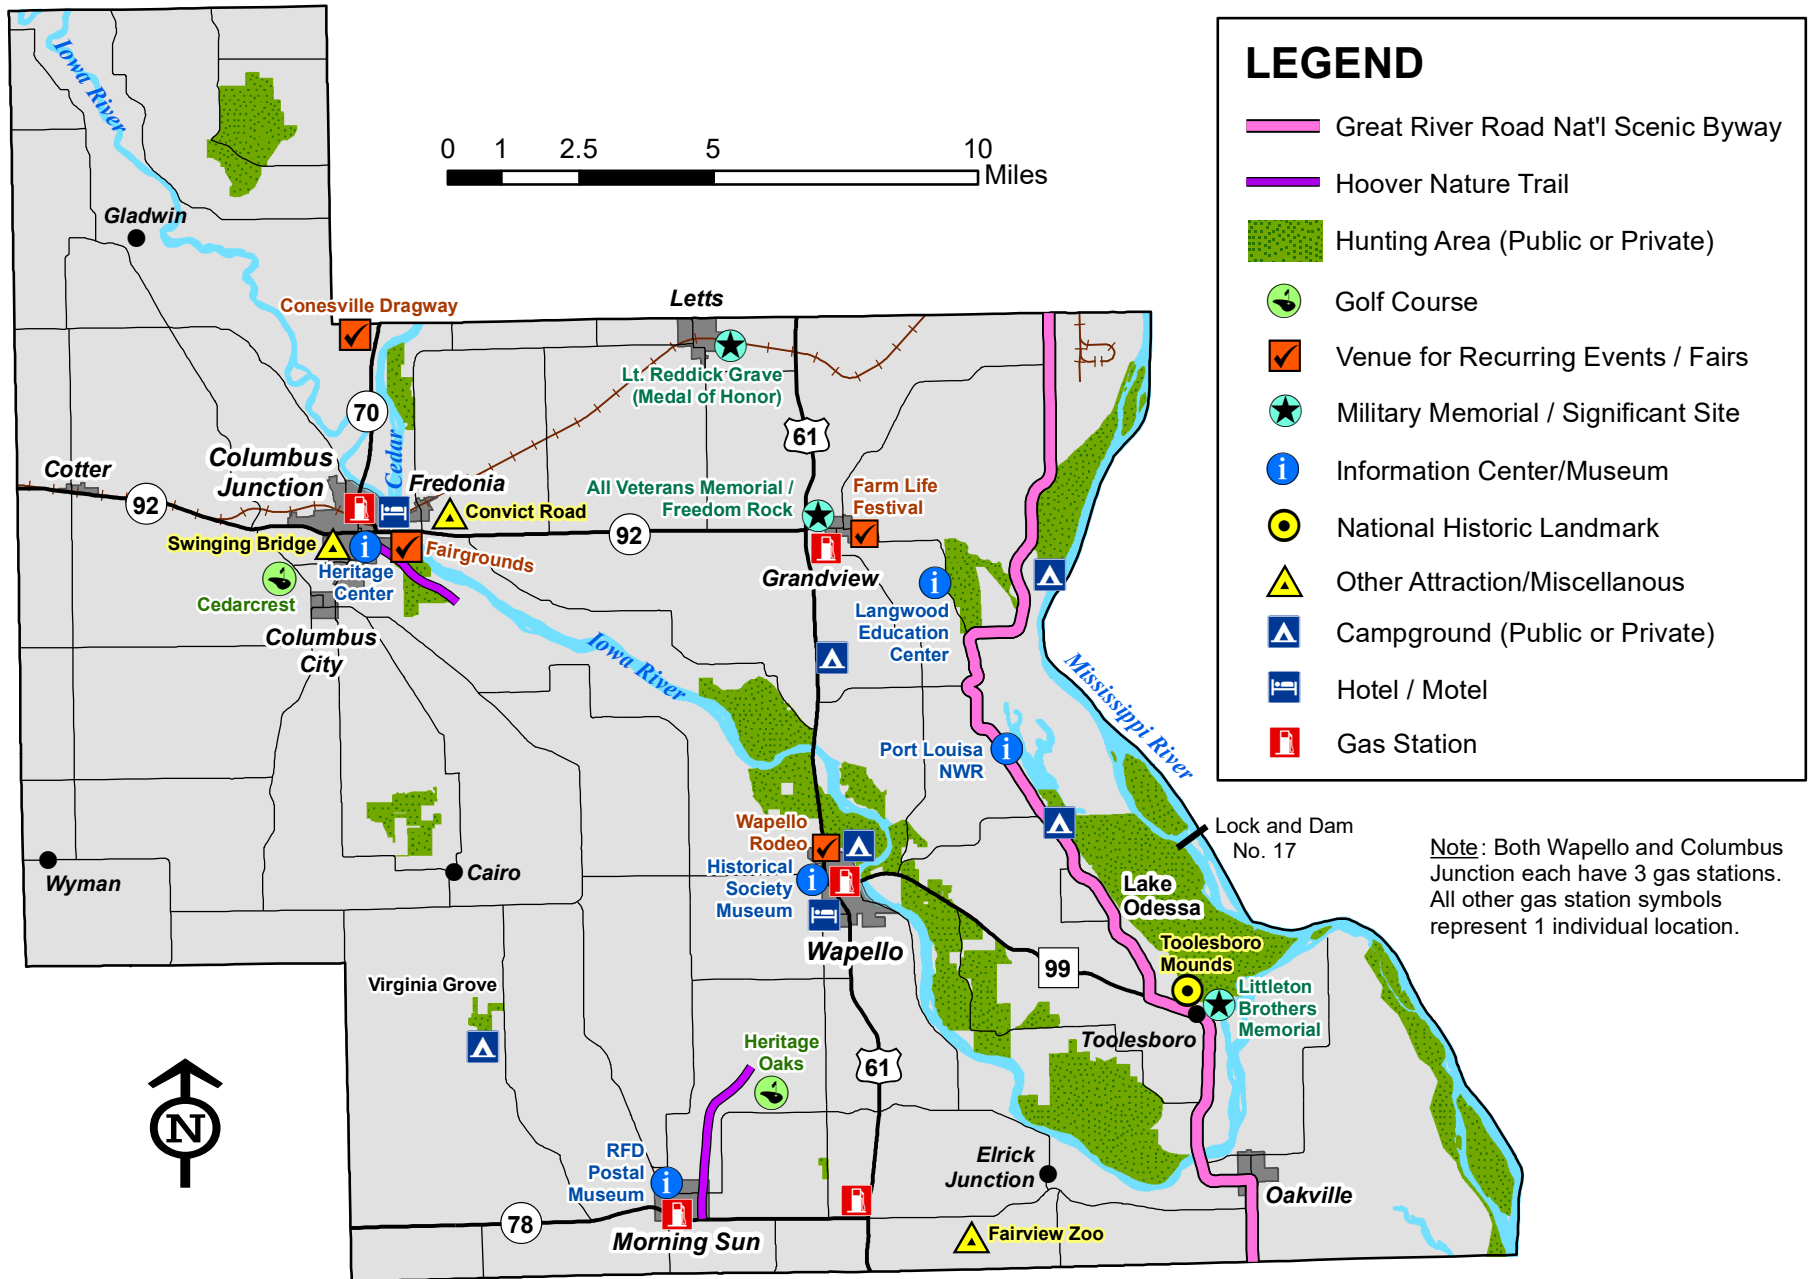 LEGEND
Great River Road Nat'l Scenic Byway
Hoover Nature Trail
Hunting Area (Public or Private)
Golf Course
Venue for Recurring Events / Fairs
Military Memorial / Significant Site
Information Center/Museum
National Historic Landmark
Other Attraction/Miscellanous
Campground (Public or Private)
Hotel / Motel
Gas Station
0 1 2.5 5 10
Miles
Iowa River
Gladwin
Conesville Dragway
Letts
Lt. Reddick Grave
(Medal of Honor)
70
61
Cedar
Columbus
Junction
Cotter
92
Fredonia
Convict Road
Swinging Bridge
Heritage
Center
Fairgrounds
Cedarcrest
Columbus
City
92
All Veterans Memorial /
Freedom Rock
Farm Life
Festival
Grandview
Langwood
Education
Center
Iowa River
Mississippi River
Port Louisa
NWR
Lock and Dam
No. 17
Note: Both Wapello and Columbus
Junction each have 3 gas stations.
All other gas station symbols
represent 1 individual location.
Wapello
Rodeo
Historical
Society
Museum
Wapello
Wyman
Cairo
Lake
Odessa
Toolesboro
Mounds
99
Littleton
Brothers
Memorial
Toolesboro
Virginia Grove
Heritage
Oaks
61
N
RFD
Postal
Museum
Elrick
Junction
Oakville
78
Morning Sun
Fairview Zoo